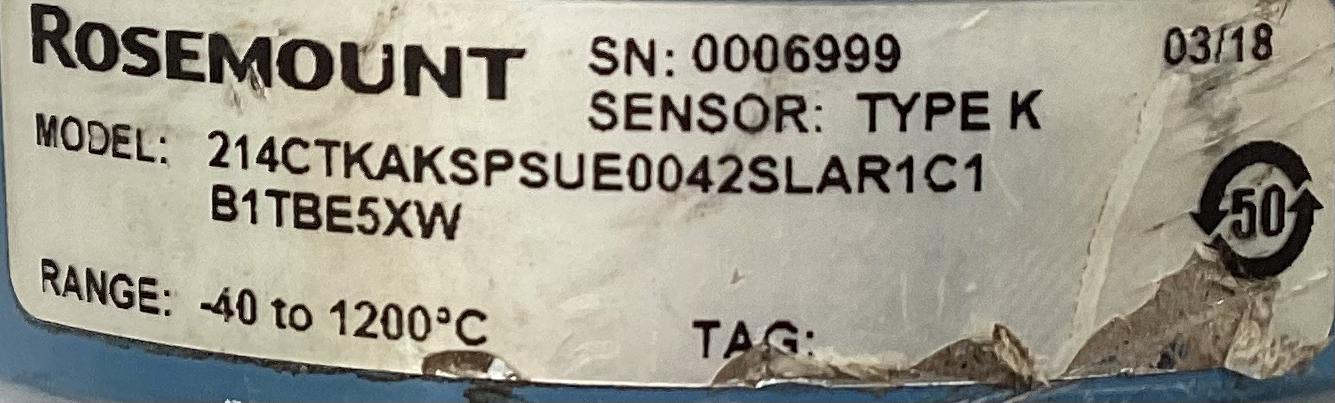 ROSEMOUNT
SN: 0006999
03/18
SENSOR: TYPE K
MODEL: 214CTKAKSPSUE0042SLAR1C1
B1TBE5XW
50
RANGE: -40 to 1200°C
TAG: